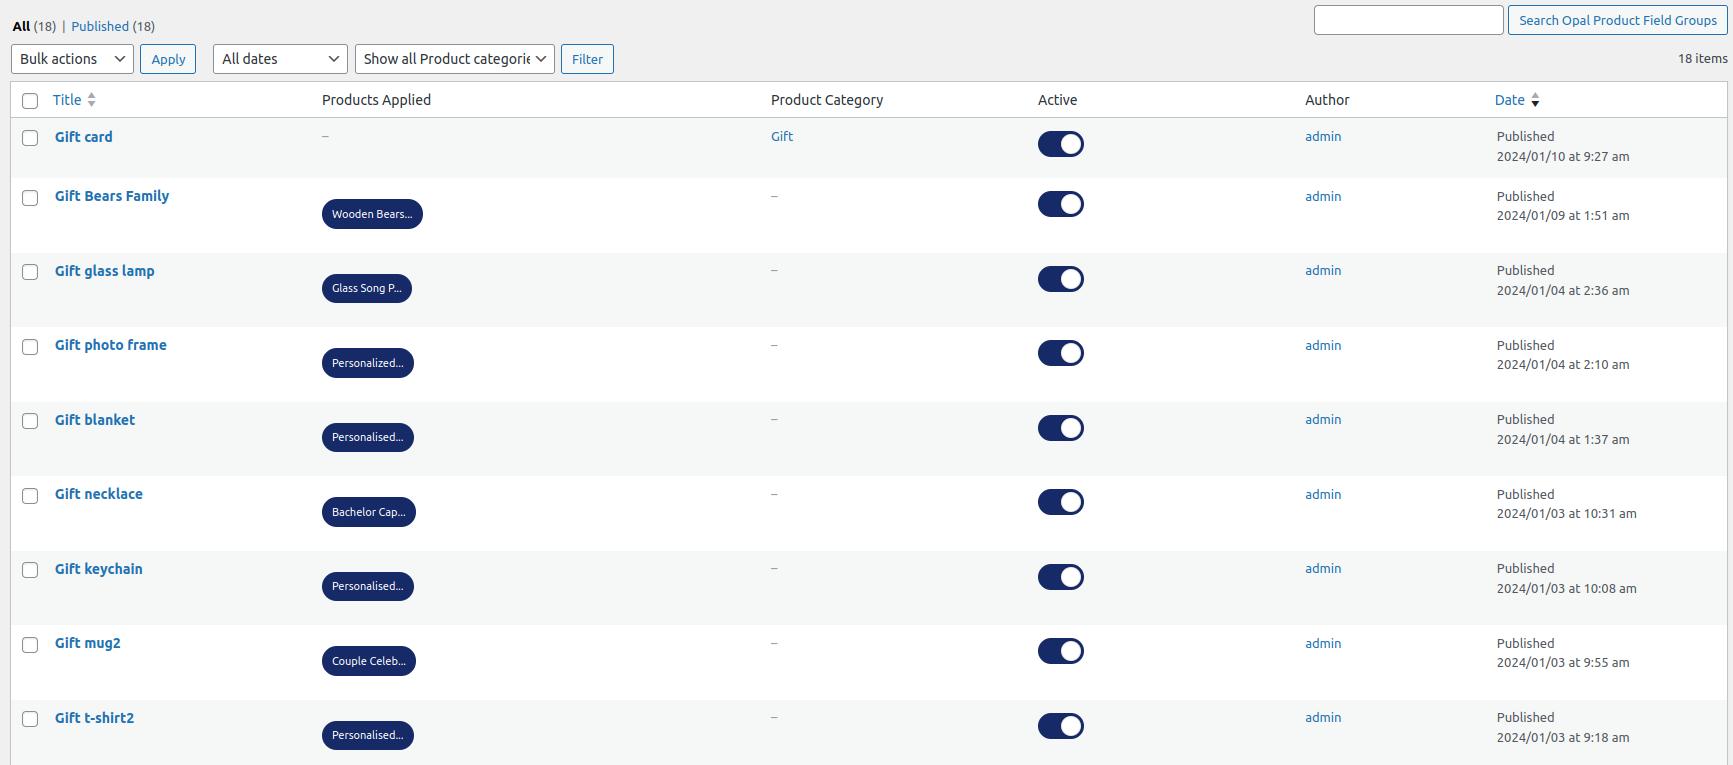 All (18) | Published (18)
Search Opal Product Field Groups
Bulk actions Apply All dates Show all Product categorie Filter 18 items
Title Products Applied Product Category Active Author Date
Gift card – Gift admin Published
2024/01/10 at 9:27 am
Gift Bears Family – admin Published
Wooden Bears... 2024/01/09 at 1:51 am
Gift glass lamp – admin Published
Glass Song P... 2024/01/04 at 2:36 am
Gift photo frame – admin Published
Personalized... 2024/01/04 at 2:10 am
Gift blanket – admin Published
Personalised... 2024/01/04 at 1:37 am
Gift necklace – admin Published
Bachelor Cap... 2024/01/03 at 10:31 am
Gift keychain – admin Published
Personalised... 2024/01/03 at 10:08 am
Gift mug2 – admin Published
Couple Celeb... 2024/01/03 at 9:55 am
Gift t-shirt2 – admin Published
Personalised... 2024/01/03 at 9:18 am